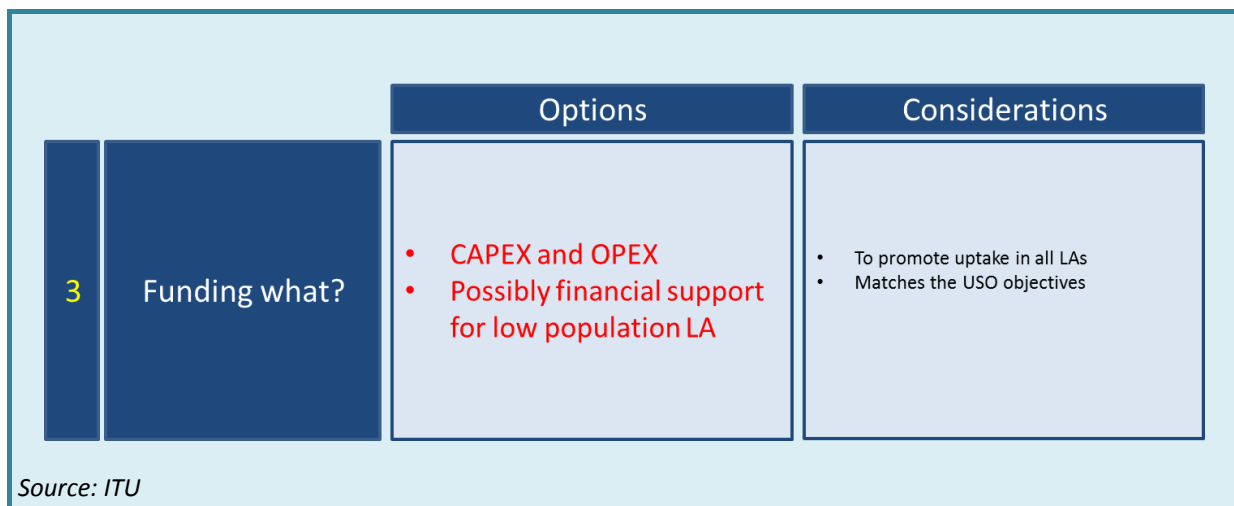 Options
Considerations
3
Funding what?
• CAPEX and OPEX
• Possibly financial support
for low population LA
• To promote uptake in all LAs
• Matches the USO objectives
Source: ITU